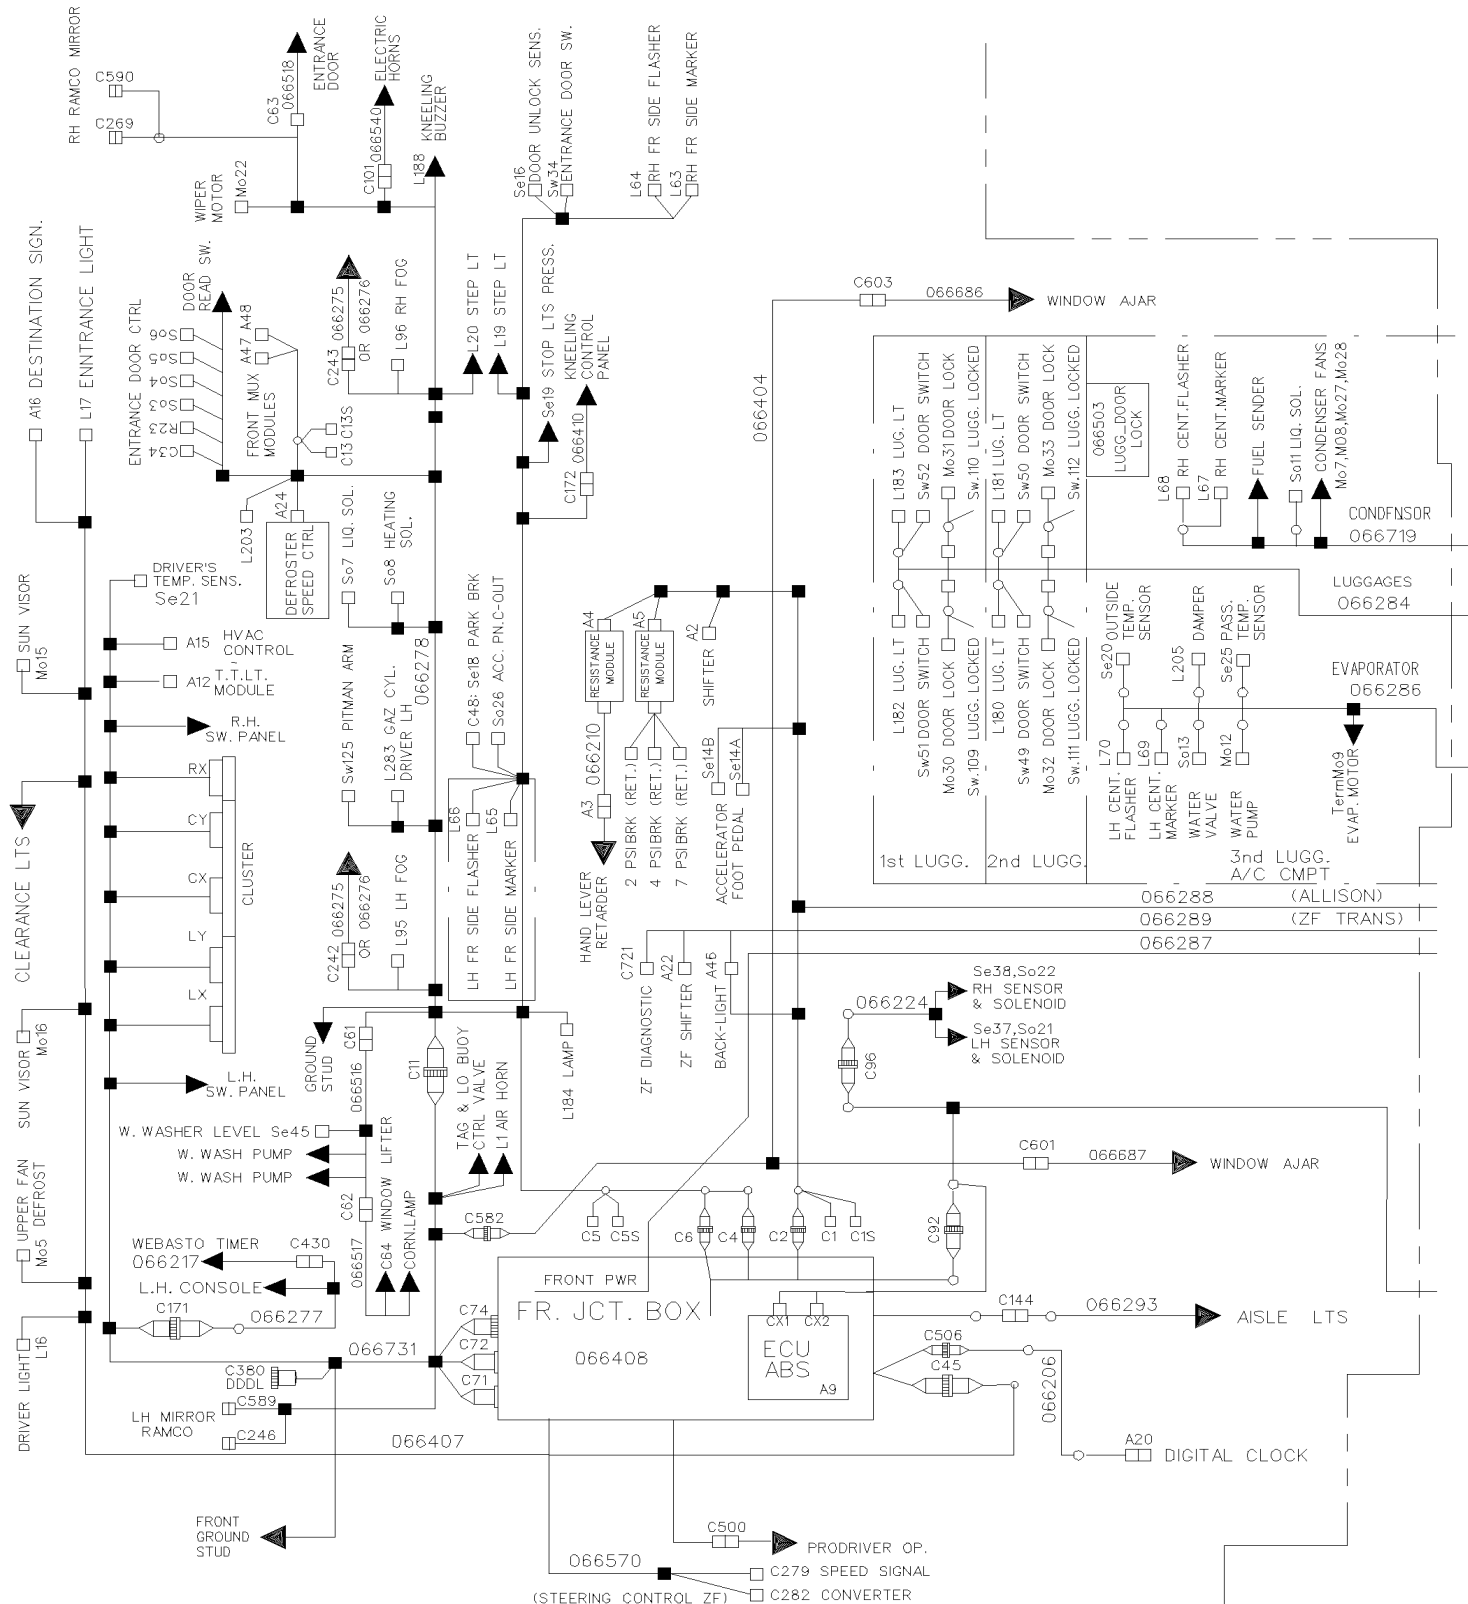 RH RAMCO MIRROR
C590
C269
C63
066518
ENTRANCE
DOOR
C101
066540
ELECTRIC
HORNS
L188
KNEELING
BUZZER
WIPER
MOTOR
Mo22
Se16
DOOR UNLOCK SENS.
Sw34
ENTRANCE DOOR SW.
L64
RH FR SIDE FLASHER
L63
RH FR SIDE MARKER
A16 DESTINATION SIGN.
L17 ENNTRANCE LIGHT
ENTRANCE DOOR CTRL
So6
So5
So4
So3
R23
C34
DOOR
READ SW.
FRONT MUX
MODULES
A47
A48
C13
C13S
C243
066275
OR 066276
L96 RH FOG
L20 STEP LT
L19 STEP LT
Se19 STOP LTS PRESS.
KNEELING
CONTROL
PANEL
C172
066410
L203
A24
DEFROSTER
SPEED CTRL
So7 LIQ. SOL.
So8 HEATING
SOL.
DRIVER'S
TEMP. SENS.
Se21
SUN VISOR
Mo15
A15
HVAC
CONTROL
A12
T.T.LT.
MODULE
R.H.
SW. PANEL
066278
Sw125 PITMAN ARM
L283 GAZ CYL.
DRIVER LH
C48; Se18 PARK BRK
So26 ACC. PN.C-OUT
RX
CY
CX
LY
LX
CLUSTER
CLEARANCE LTS
L66
L65
LH FR SIDE FLASHER
LH FR SIDE MARKER
C242
066275
OR 066276
L95 LH FOG
SUN VISOR
Mo16
L.H.
SW. PANEL
GROUND
STUD
C61
066516
C11
TAG & LO BUOY
CTRL VALVE
L1 AIR HORN
L184 LAMP
W. WASHER LEVEL Se45
W. WASH PUMP
W. WASH PUMP
C62
066517
C64 WINDOW LIFTER
CORN.LAMP
C582
UPPER FAN
Mo5 DEFROST
WEBASTO TIMER
066217
C430
L.H. CONSOLE
C171
066277
DRIVER LIGHT
L16
066731
C380
DDDL
C589
LH MIRROR
RAMCO
C246
066407
FRONT
GROUND
STUD
C74
C72
C71
FRONT PWR
FR. JCT. BOX
066408
CX1
CX2
ECU
ABS
A9
C5
C5S
C6
C4
C2
C1
C1S
C92
C144
066293
AISLE LTS
C506
C45
066206
A20
DIGITAL CLOCK
C500
PRODRIVER OP.
066570
(STEERING CONTROL ZF)
C279 SPEED SIGNAL
C282 CONVERTER
C601
066687
WINDOW AJAR
C96
066224
Se38,So22
RH SENSOR
& SOLENOID
Se37,So21
LH SENSOR
& SOLENOID
C721
A22
A46
ZF DIAGNOSTIC
ZF SHIFTER
BACK-LIGHT
066288 (ALLISON)
066289 (ZF TRANS)
066287
A4
RESISTANCE
MODULE
A5
RESISTANCE
MODULE
A2
SHIFTER
A3
066210
HAND LEVER
RETARDER
2 PSIBRK (RET.)
4 PSIBRK (RET.)
7 PSIBRK (RET.)
Se14B
Se14A
ACCELERATOR
FOOT PEDAL
066404
C603
066686
WINDOW AJAR
L183 LUG. LT
Sw52 DOOR SWITCH
Mo31 DOOR LOCK
Sw.110 LUGG. LOCKED
L181 LUG. LT
Sw50 DOOR SWITCH
Mo33 DOOR LOCK
Sw.112 LUGG. LOCKED
L182 LUG. LT
Sw51 DOOR SWITCH
Mo30 DOOR LOCK
Sw.109 LUGG. LOCKED
L180 LUG. LT
Sw49 DOOR SWITCH
Mo32 DOOR LOCK
Sw.111 LUGG. LOCKED
1st LUGG.
2nd LUGG.
3nd LUGG.
A/C CMPT
066503
LUGG_DOOR
LOCK
L68
RH CENT.FLASHER
L67
RH CENT.MARKER
FUEL SENDER
So11 LIQ. SOL.
CONDENSER FANS
Mo7,M08,Mo27,Mo28
CONDENSOR
066719
LUGGAGES
066284
Se20 OUTSIDE
TEMP.
SENSOR
L205
DAMPER
Se25 PASS.
TEMP.
SENSOR
EVAPORATOR
066286
L70
LH CENT.
FLASHER
L69
LH CENT.
MARKER
So13
WATER
VALVE
Mo12
WATER
PUMP
TermMo9
EVAP. MOTOR